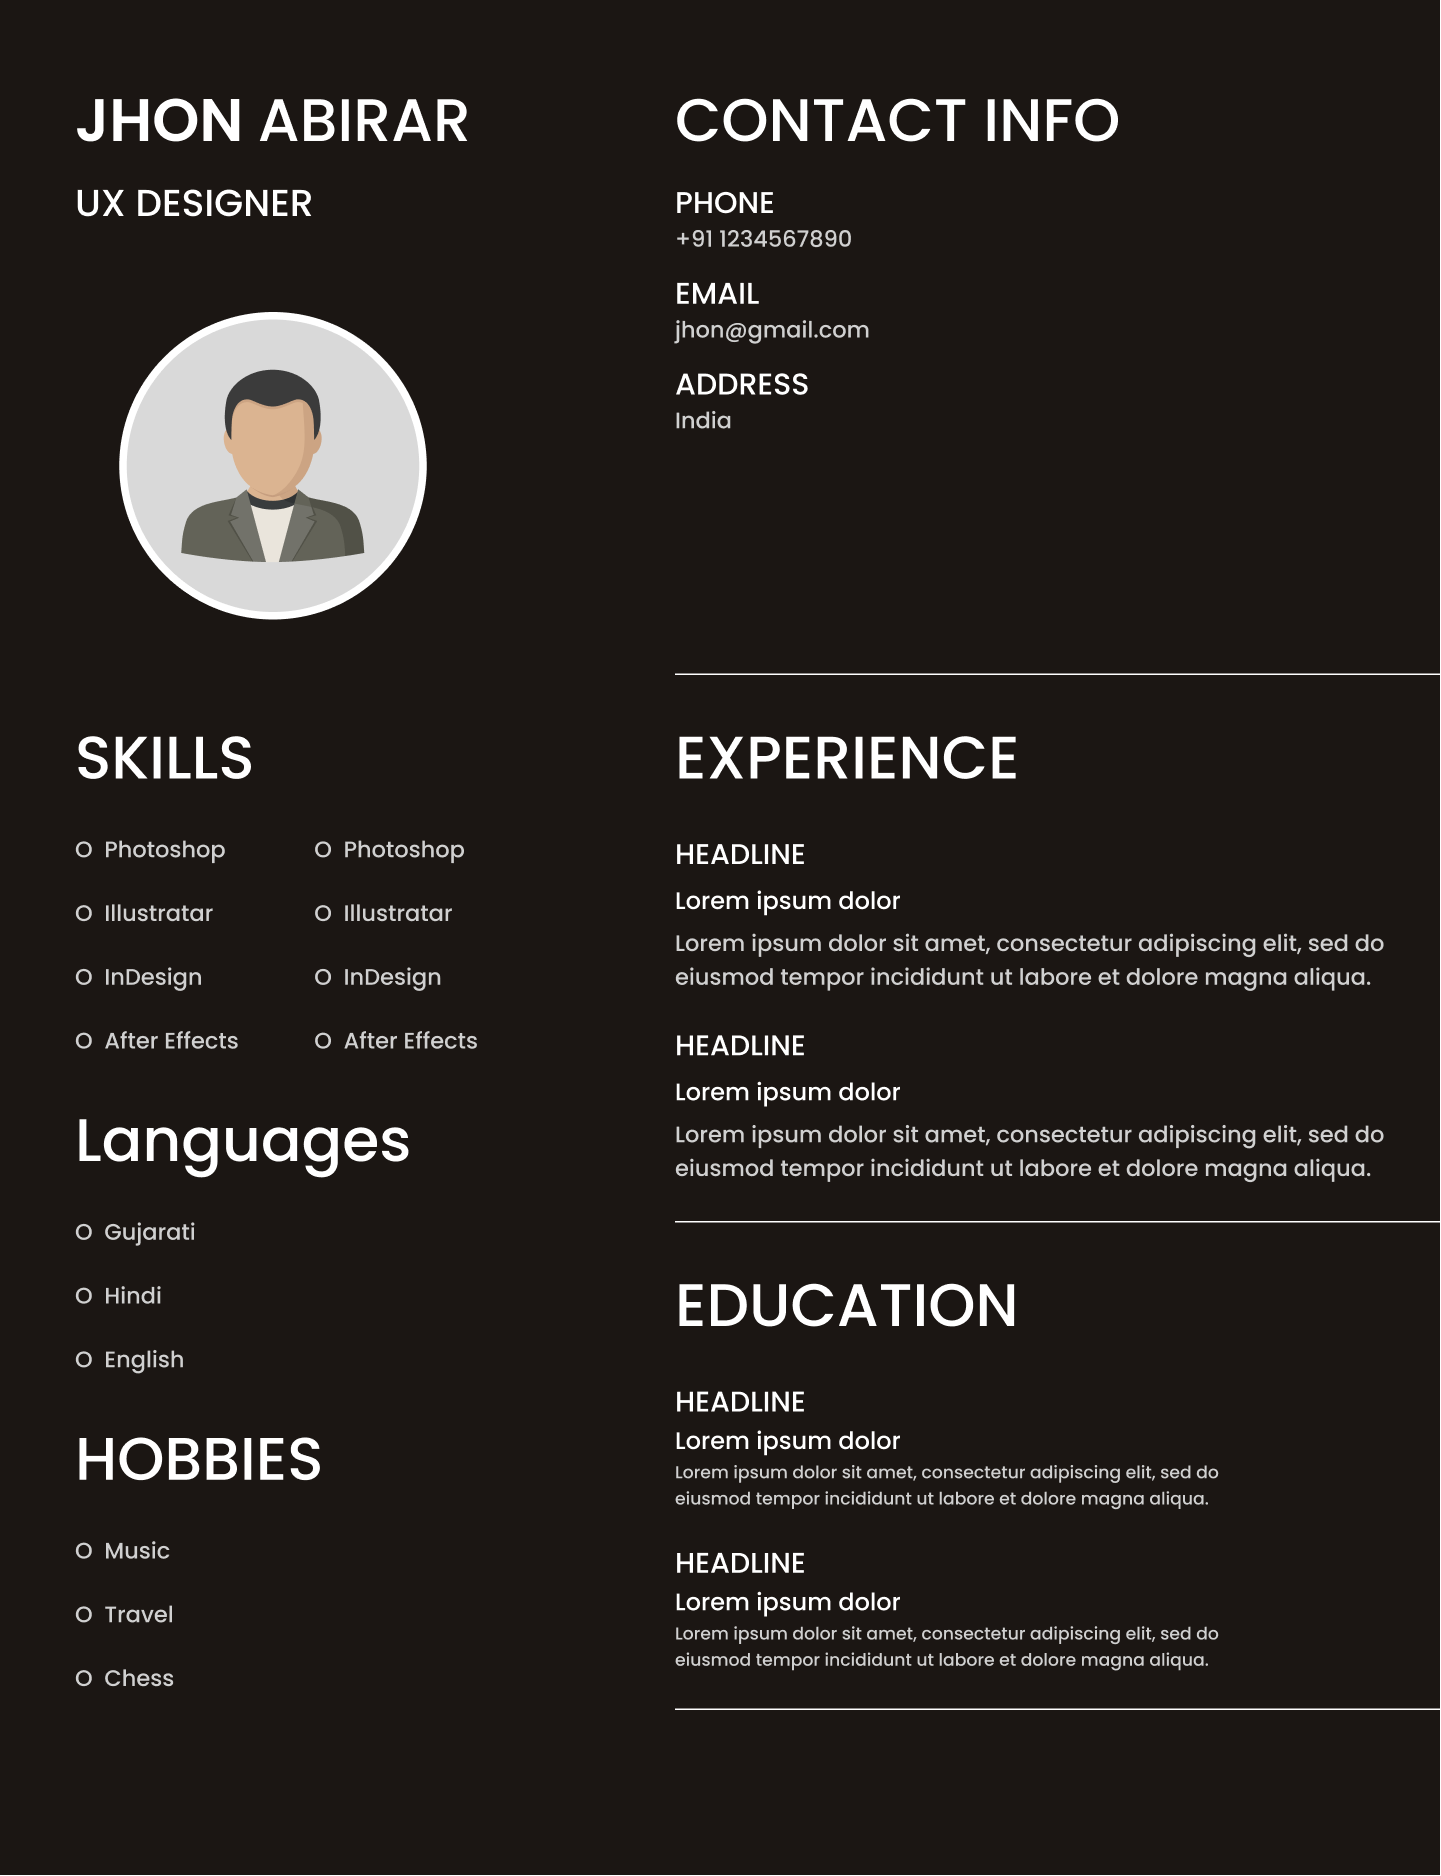 JHON ABIRAR
UX DESIGNER
CONTACT INFO
PHONE
+91 1234567890
EMAIL
jhon@gmail.com
ADDRESS
India
SKILLS
O Photoshop
O Illustratar
O InDesign
O After Effects
O Photoshop
O Illustratar
O InDesign
O After Effects
Languages
O Gujarati
O Hindi
O English
HOBBIES
O Music
O Travel
O Chess
EXPERIENCE
HEADLINE
Lorem ipsum dolor
Lorem ipsum dolor sit amet, consectetur adipiscing elit, sed do
eiusmod tempor incididunt ut labore et dolore magna aliqua.
HEADLINE
Lorem ipsum dolor
Lorem ipsum dolor sit amet, consectetur adipiscing elit, sed do
eiusmod tempor incididunt ut labore et dolore magna aliqua.
EDUCATION
HEADLINE
Lorem ipsum dolor
Lorem ipsum dolor sit amet, consectetur adipiscing elit, sed do
eiusmod tempor incididunt ut labore et dolore magna aliqua.
HEADLINE
Lorem ipsum dolor
Lorem ipsum dolor sit amet, consectetur adipiscing elit, sed do
eiusmod tempor incididunt ut labore et dolore magna aliqua.